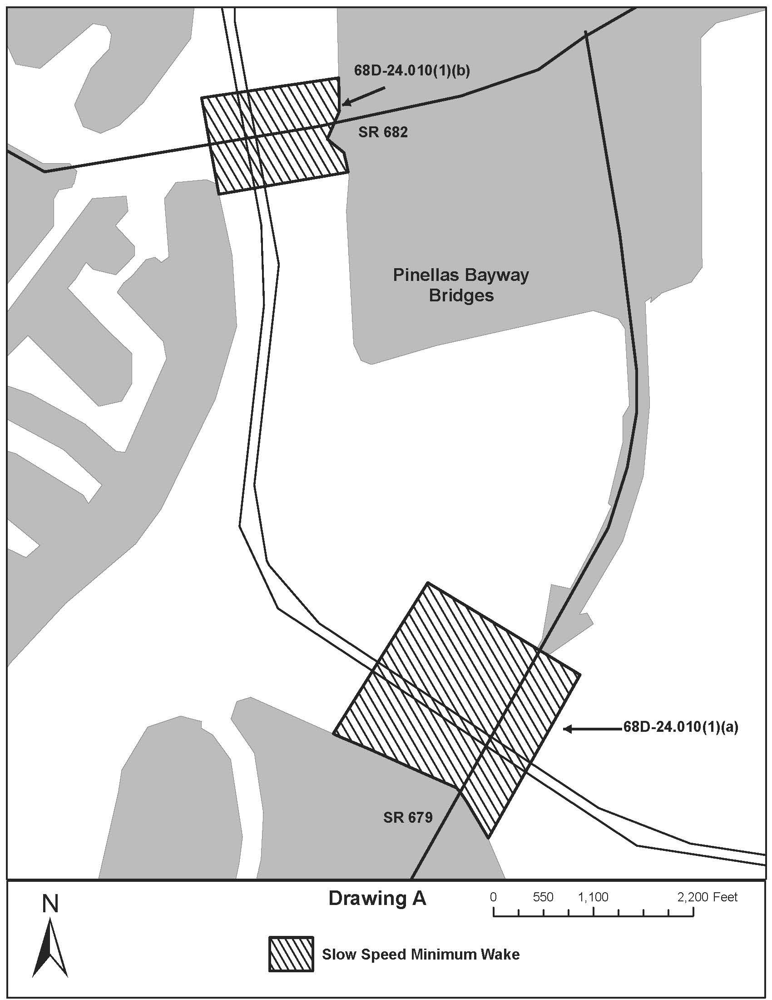 68D-24.010(1)(b)
SR 682
Pinellas Bayway
Bridges
68D-24.010(1)(a)
SR 679
N
Drawing A
0 550 1,100 2,200 Feet
Slow Speed Minimum Wake